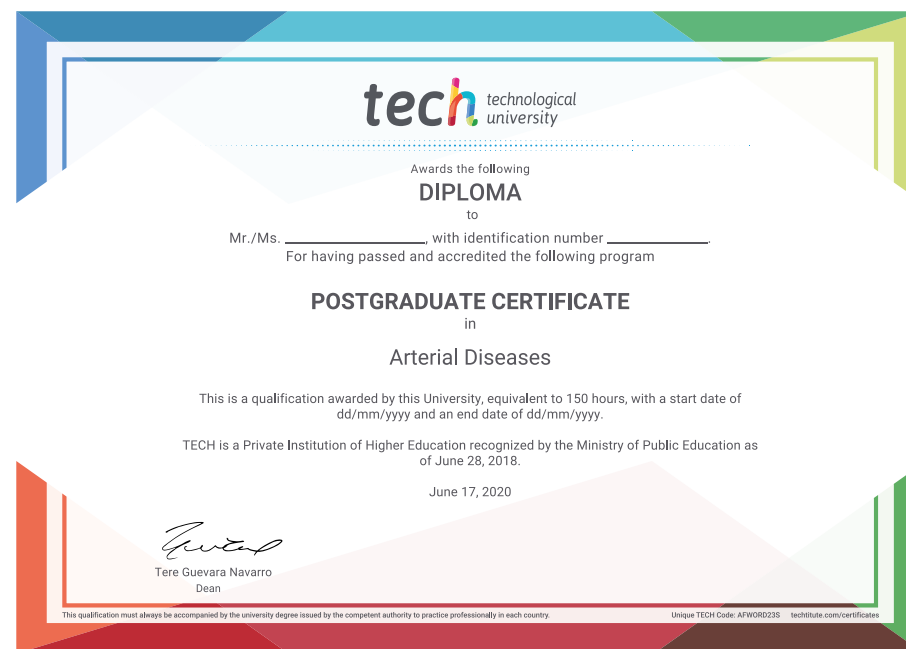 tech technological
university
Awards the following
DIPLOMA
to
Mr./Ms. ____________________, with identification number ______________.
For having passed and accredited the following program
POSTGRADUATE CERTIFICATE
in
Arterial Diseases
This is a qualification awarded by this University, equivalent to 150 hours, with a start date of
dd/mm/yyyy and an end date of dd/mm/yyyy.
TECH is a Private Institution of Higher Education recognized by the Ministry of Public Education as
of June 28, 2018.
June 17, 2020
Tere Guevara Navarro
Dean
This qualification must always be accompanied by the university degree issued by the competent authority to practice professionally in each country. Unique TECH Code: AFWORD23S techtitute.com/certificates